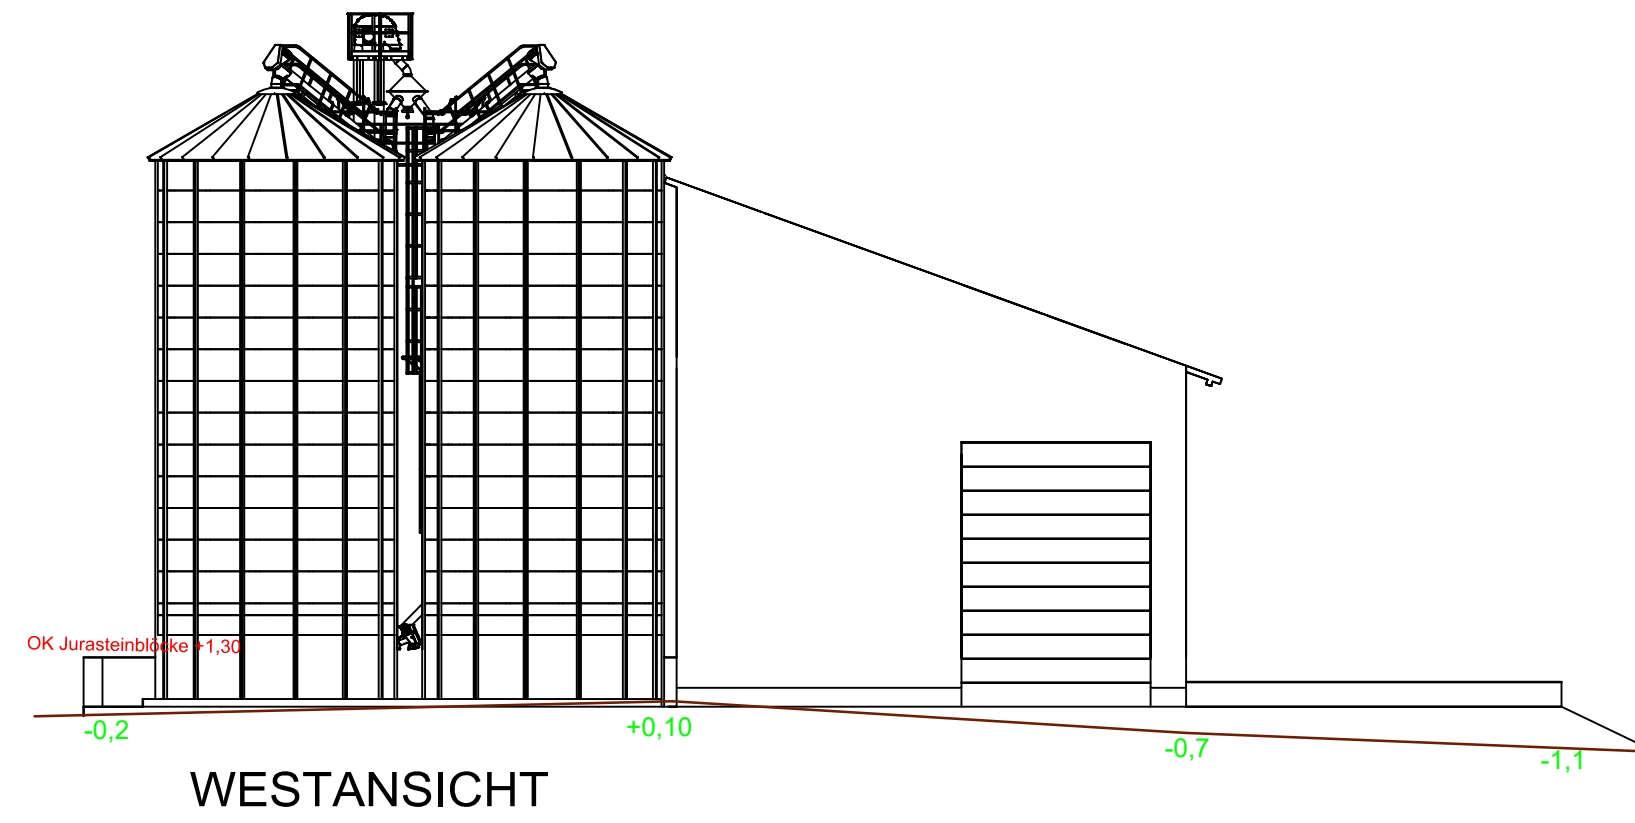 OK Jurasteinblöcke +1,30
-0,2
+0,10
-0,7
-1,1
WESTANSICHT